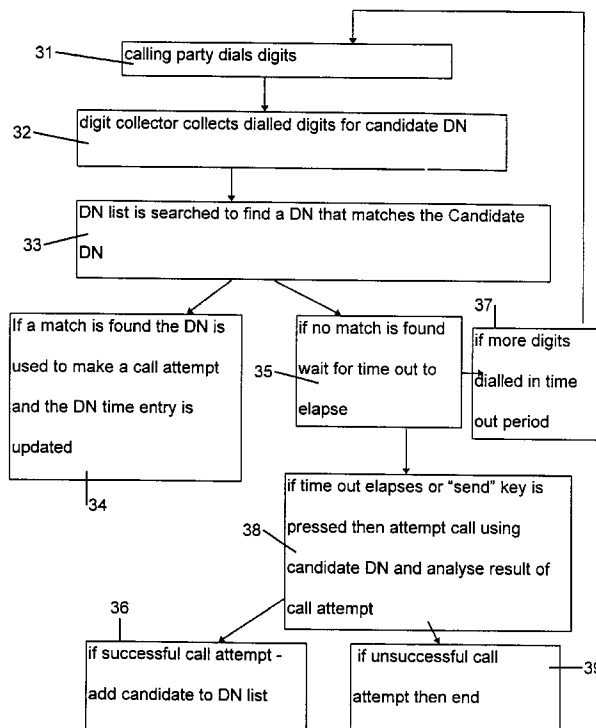 31
calling party dials digits
32
digit collector collects dialled digits for candidate DN
33
DN list is searched to find a DN that matches the Candidate
DN
If a match is found the DN is
used to make a call attempt
and the DN time entry is
updated
34
35
if no match is found
wait for time out to
elapse
37
if more digits
dialled in time
out period
38
if time out elapses or "send" key is
pressed then attempt call using
candidate DN and analyse result of
call attempt
36
if successful call attempt -
add candidate to DN list
if unsuccessful call
attempt then end
39